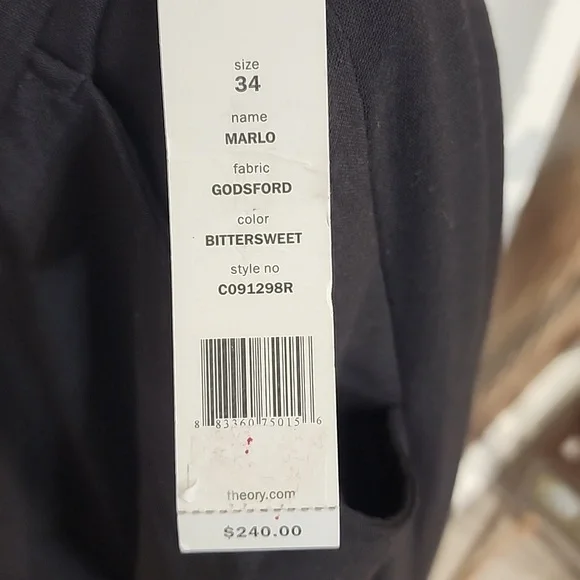 size
34
name
MARLO
fabric
GODSFORD
color
BITTERSWEET
style no
C091298R
8 83360 75015 6
theory.com
$240.00